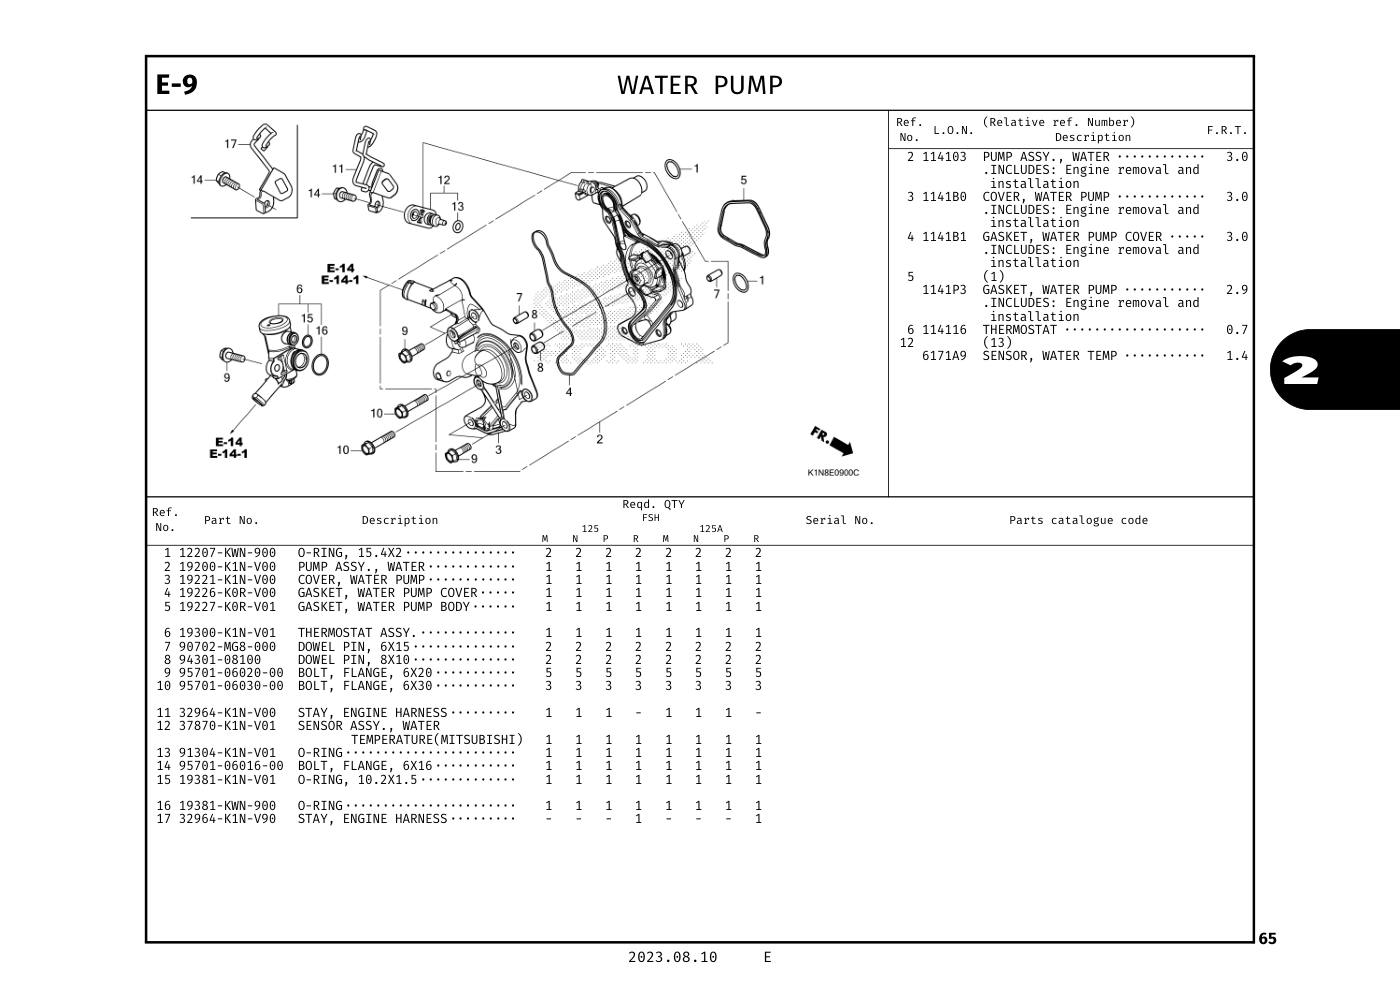 E-9
WATER PUMP
17
14
11
14
12
13
1
5
E-14
E-14-1
1
7
7
8
6
15
16
9
9
8
4
10
10
3
9
2
E-14
E-14-1
FR.
K1N8E0900C
HONDA
Ref. No. L.O.N. (Relative ref. Number) Description F.R.T.
2 114103 PUMP ASSY., WATER ············ 3.0
.INCLUDES: Engine removal and
installation
3 1141B0 COVER, WATER PUMP ············ 3.0
.INCLUDES: Engine removal and
installation
4 1141B1 GASKET, WATER PUMP COVER ····· 3.0
.INCLUDES: Engine removal and
installation
5 (1)
1141P3 GASKET, WATER PUMP ··········· 2.9
.INCLUDES: Engine removal and
installation
6 114116 THERMOSTAT ··················· 0.7
12 (13)
6171A9 SENSOR, WATER TEMP ··········· 1.4
2
Ref. No. Part No. Description Reqd. QTY Serial No. Parts catalogue code
FSH
125 125A
M N P R M N P R
1 12207-KWN-900 O-RING, 15.4X2··············· 2 2 2 2 2 2 2 2
2 19200-K1N-V00 PUMP ASSY., WATER············ 1 1 1 1 1 1 1 1
3 19221-K1N-V00 COVER, WATER PUMP············ 1 1 1 1 1 1 1 1
4 19226-K0R-V00 GASKET, WATER PUMP COVER····· 1 1 1 1 1 1 1 1
5 19227-K0R-V01 GASKET, WATER PUMP BODY······ 1 1 1 1 1 1 1 1
6 19300-K1N-V01 THERMOSTAT ASSY.············· 1 1 1 1 1 1 1 1
7 90702-MG8-000 DOWEL PIN, 6X15·············· 2 2 2 2 2 2 2 2
8 94301-08100 DOWEL PIN, 8X10·············· 2 2 2 2 2 2 2 2
9 95701-06020-00 BOLT, FLANGE, 6X20··········· 5 5 5 5 5 5 5 5
10 95701-06030-00 BOLT, FLANGE, 6X30··········· 3 3 3 3 3 3 3 3
11 32964-K1N-V00 STAY, ENGINE HARNESS········· 1 1 1 - 1 1 1 -
12 37870-K1N-V01 SENSOR ASSY., WATER
TEMPERATURE(MITSUBISHI) 1 1 1 1 1 1 1 1
13 91304-K1N-V01 O-RING······················· 1 1 1 1 1 1 1 1
14 95701-06016-00 BOLT, FLANGE, 6X16··········· 1 1 1 1 1 1 1 1
15 19381-K1N-V01 O-RING, 10.2X1.5············· 1 1 1 1 1 1 1 1
16 19381-KWN-900 O-RING······················· 1 1 1 1 1 1 1 1
17 32964-K1N-V90 STAY, ENGINE HARNESS········· - - - 1 - - - 1
65
2023.08.10 E